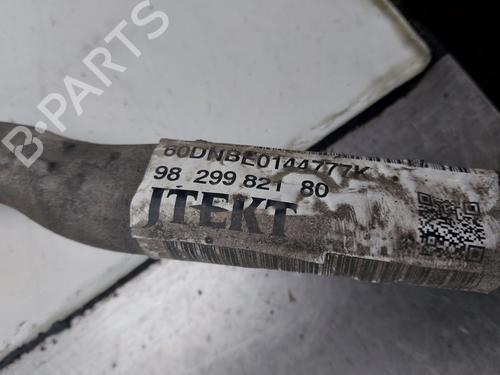 B-PARTS
60DNBE0144777K
98 299 821 80
JTEKT